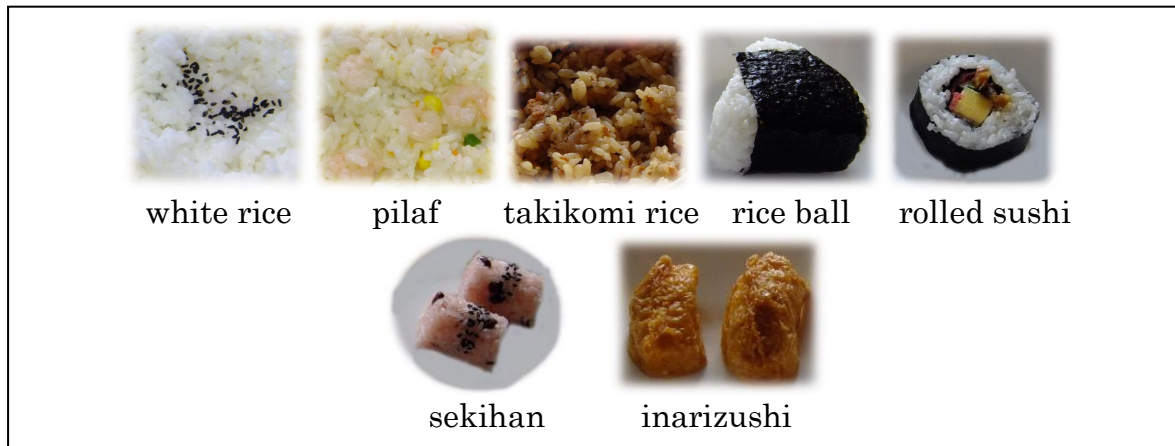 white rice pilaf takikomi rice rice ball rolled sushi
sekihan inarizushi